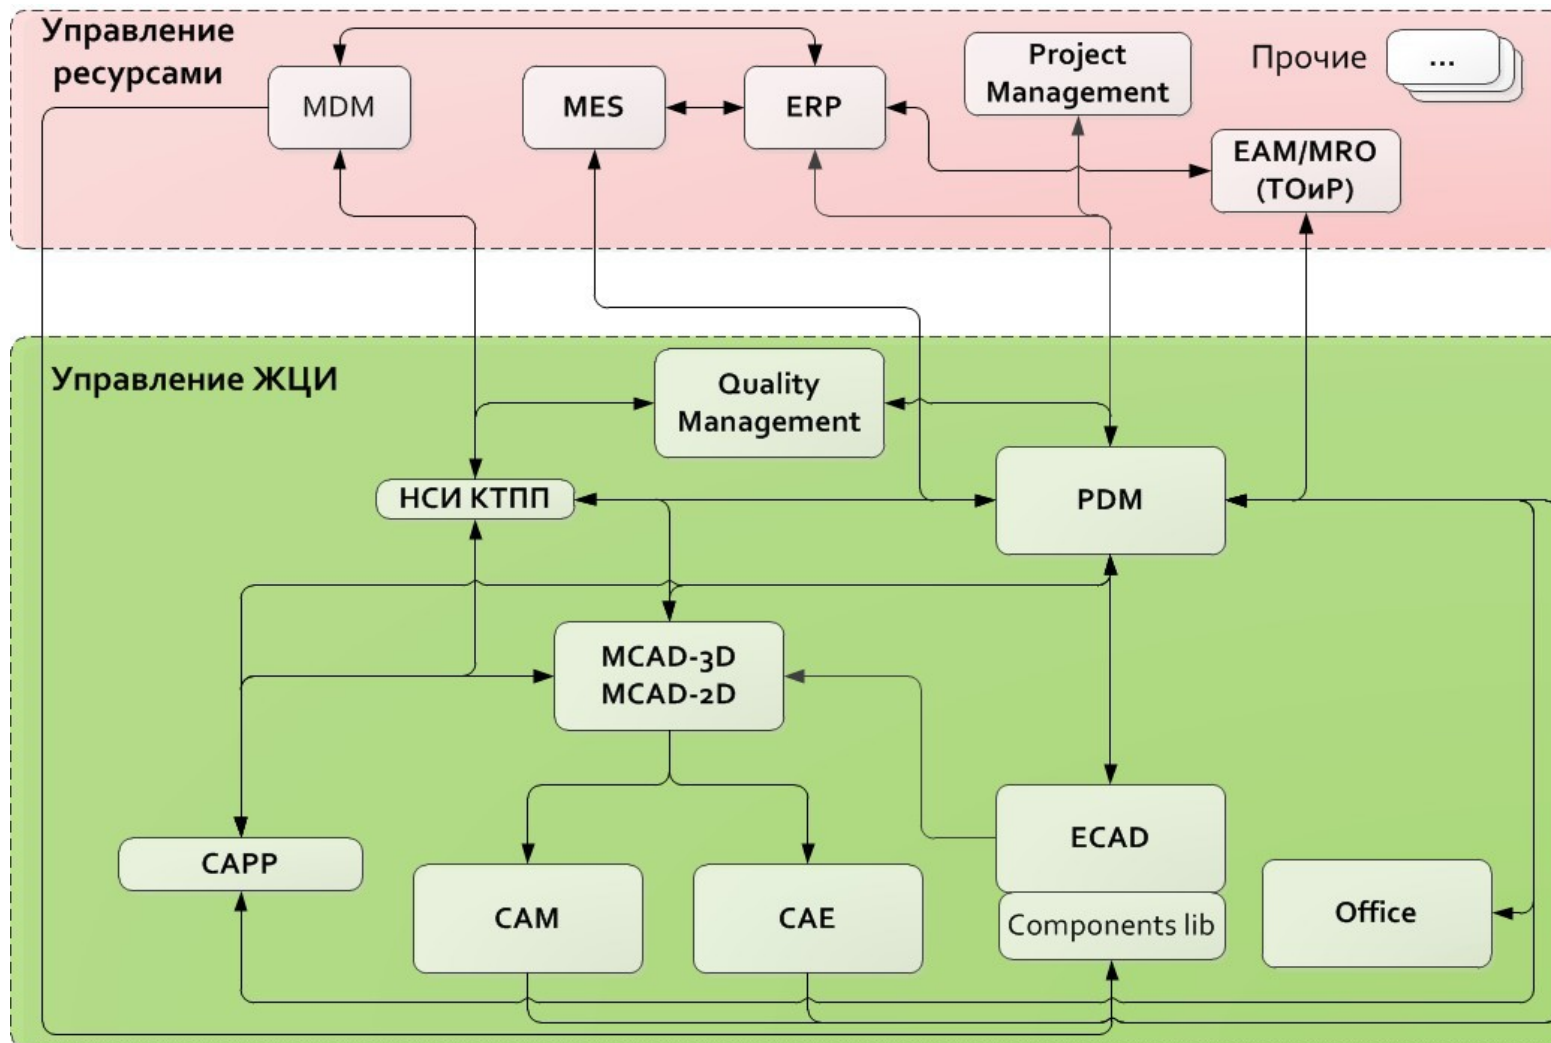 Управление
ресурсами
MDM
MES
ERP
Project
Management
Прочие
...
EAM/MRO
(ТОиР)
Управление ЖЦИ
Quality
Management
НСИ КТПП
PDM
MCAD-3D
MCAD-2D
CAPP
CAM
CAE
ECAD
Components lib
Office